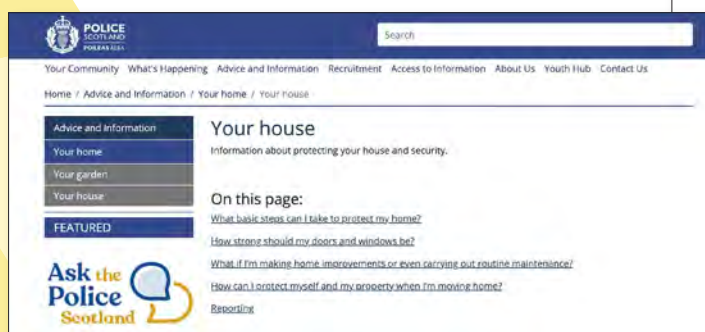 POLICE
SCOTLAND
POILEAS ALBA
Search
Your Community What's Happening Advice and Information Recruitment Access to Information About Us Youth Hub Contact Us
Home / Advice and Information / Your home / Your house
Advice and Information
Your home
Your garden
Your house
FEATURED
Ask the
Police
Scotland
Your house
Information about protecting your house and security.
On this page:
What basic steps can I take to protect my home?
How strong should my doors and windows be?
What if I'm making home improvements or even carrying out routine maintenance?
How can I protect myself and my property when I'm moving home?
Reporting